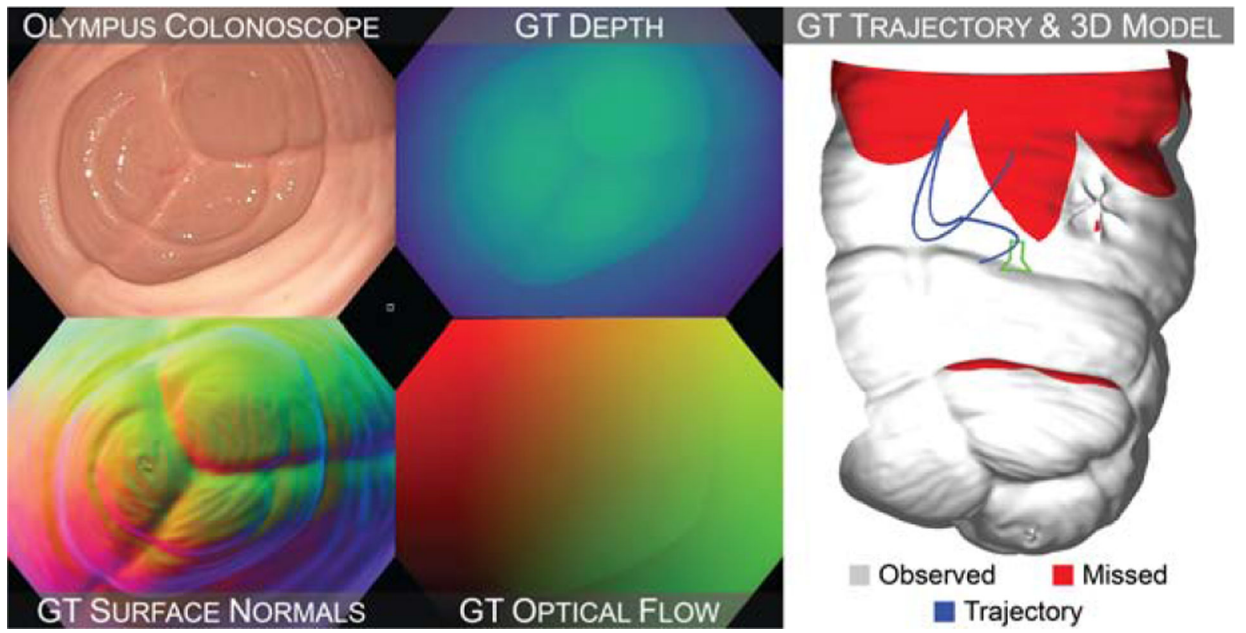 OLYMPUS COLONOSCOPE
GT DEPTH
GT TRAJECTORY & 3D MODEL
GT SURFACE NORMALS
GT OPTICAL FLOW
Observed
Missed
Trajectory